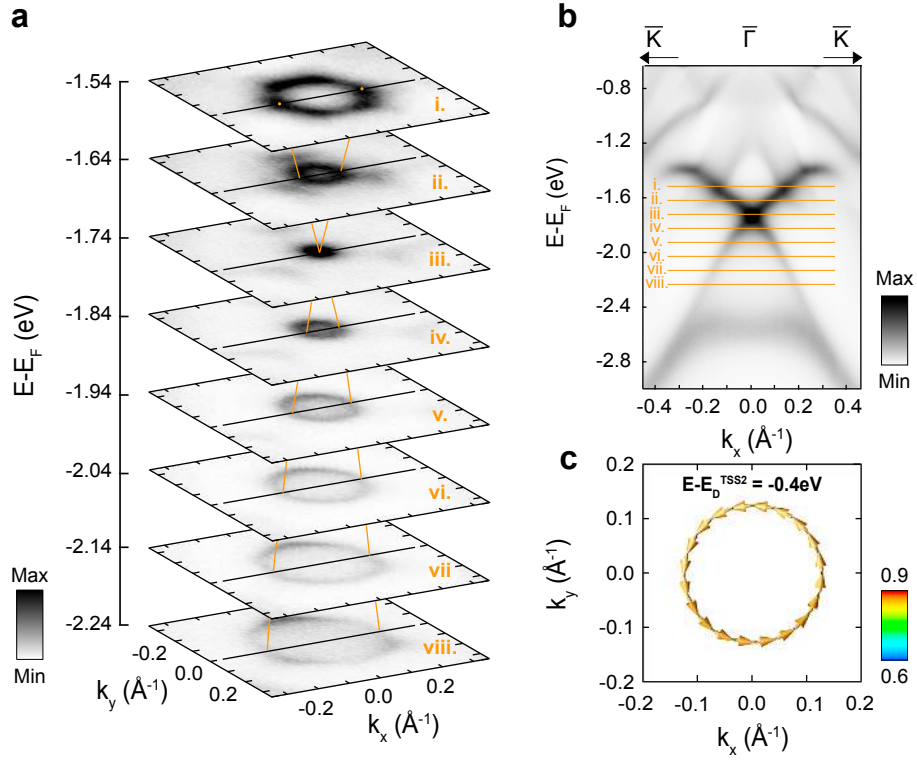 a
-1.54
-1.64
-1.74
-1.84
-1.94
-2.04
-2.14
-2.24
E-E_F (eV)
i.
ii.
iii.
iv.
v.
vi.
vii
viii.
Max
Min
-0.2
0.0
0.2
k_y (Å⁻¹)
-0.2
0.0
0.2
k_x (Å⁻¹)
b
K̅ Γ̅ K̅
-0.8
-1.2
-1.6
-2.0
-2.4
-2.8
E-E_F (eV)
i.
ii.
iii.
iv.
v.
vi.
vii.
viii.
-0.4 -0.2 0.0 0.2 0.4
k_x (Å⁻¹)
Max
Min
c
E-E_D^TSS2 = -0.4eV
0.2
0.1
0.0
-0.1
-0.2
k_y (Å⁻¹)
-0.2 -0.1 0.0 0.1 0.2
k_x (Å⁻¹)
0.9
0.6